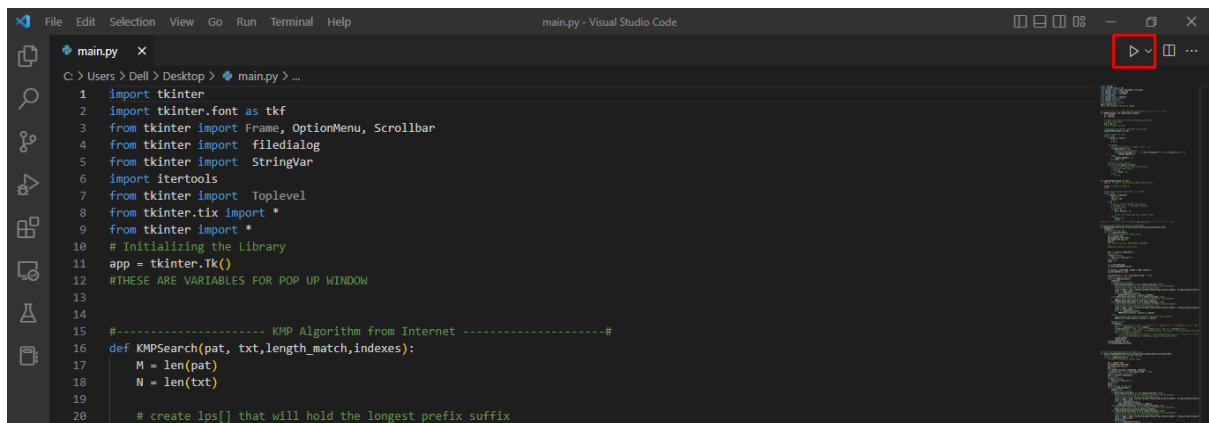 File Edit Selection View Go Run Terminal Help main.py - Visual Studio Code
main.py
C: > Users > Dell > Desktop > main.py > ...
1 import tkinter
2 import tkinter.font as tkf
3 from tkinter import Frame, OptionMenu, Scrollbar
4 from tkinter import  filedialog
5 from tkinter import  StringVar
6 import itertools
7 from tkinter import  Toplevel
8 from tkinter.tix import *
9 from tkinter import *
10 # Initializing the Library
11 app = tkinter.Tk()
12 #THESE ARE VARIABLES FOR POP UP WINDOW
13
14
15 #---------------------- KMP Algorithm from Internet ---------------------#
16 def KMPSearch(pat, txt,length_match,indexes):
17     M = len(pat)
18     N = len(txt)
19
20     # create lps[] that will hold the longest prefix suffix